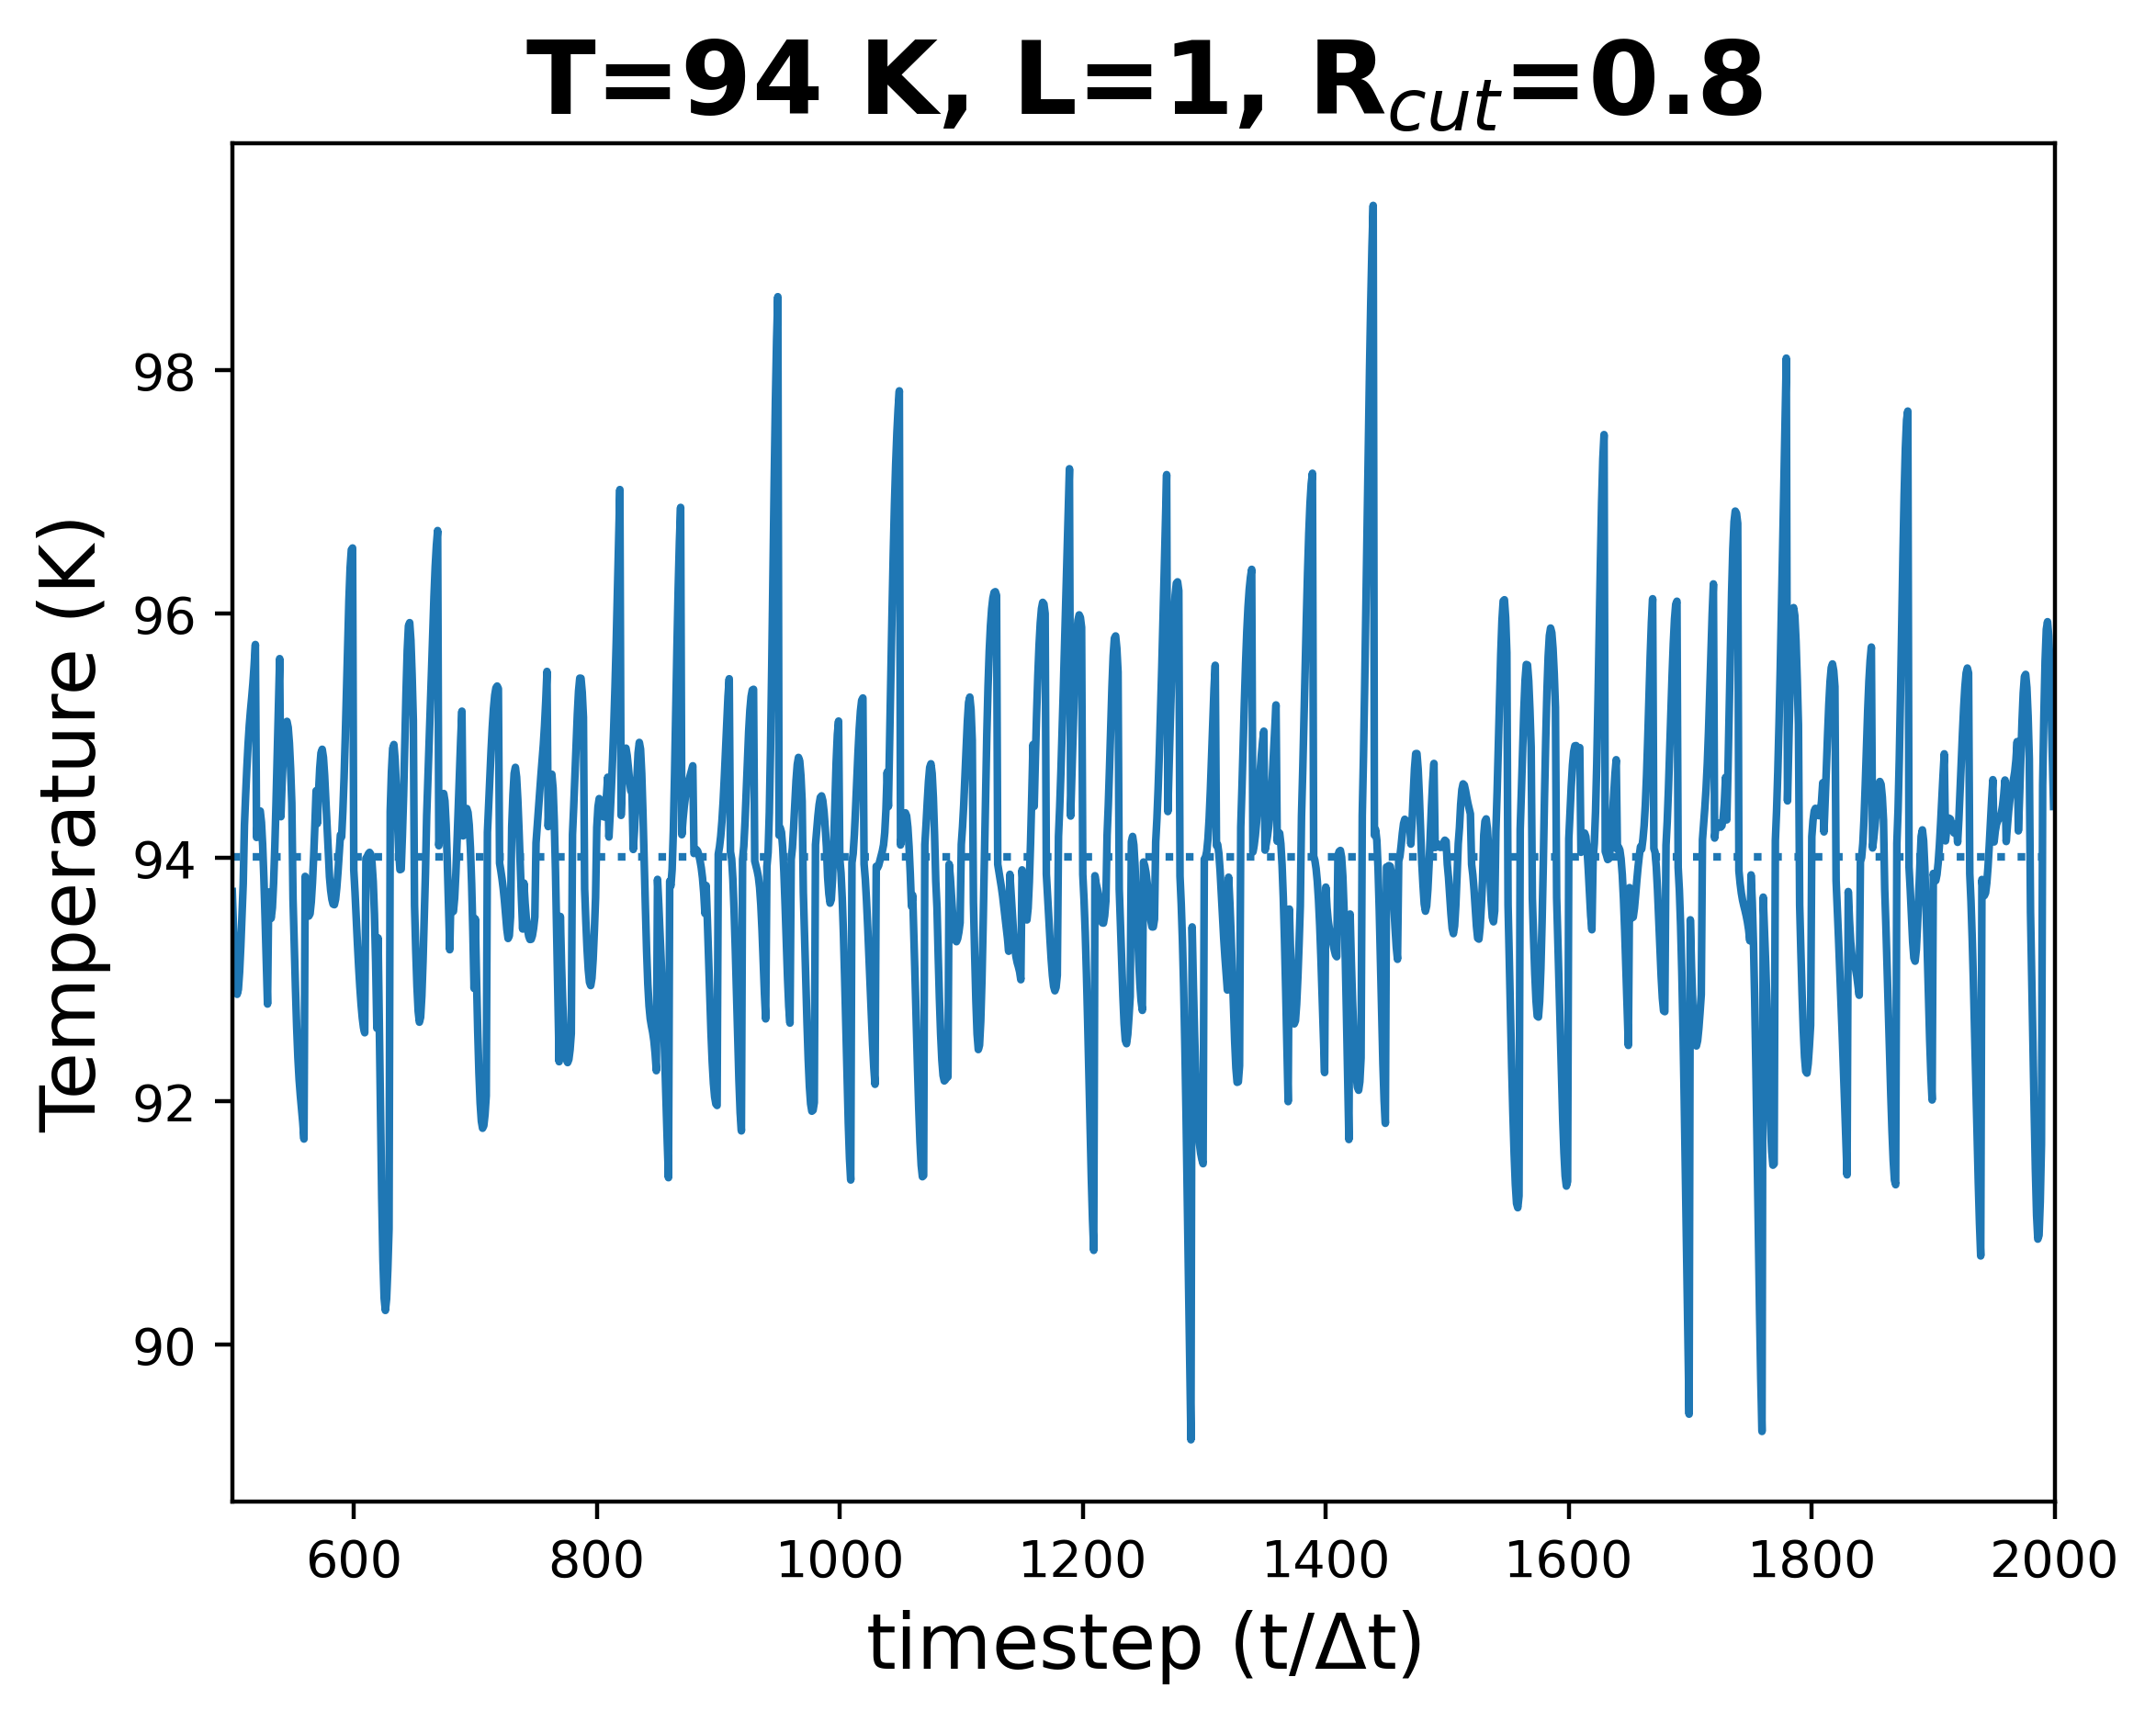 T=94 K, L=1, R_cut=0.8
Temperature (K)
98
96
94
92
90
600 800 1000 1200 1400 1600 1800 2000
timestep (t/Δt)